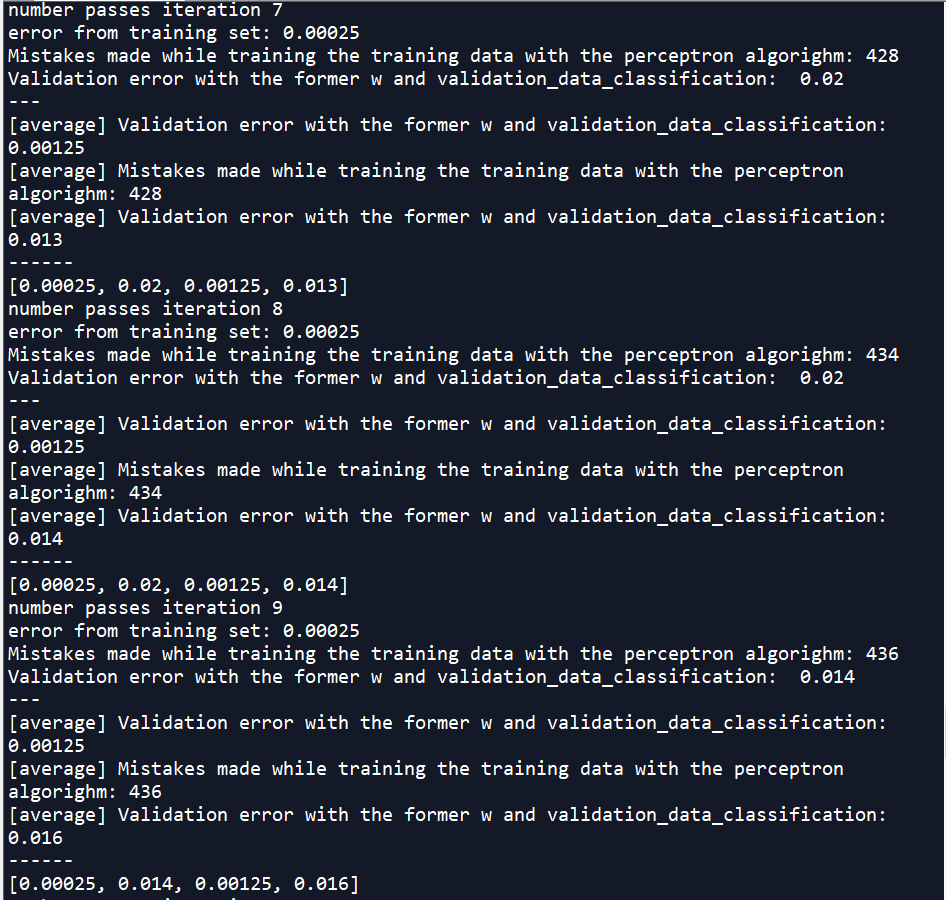 number passes iteration 7
error from training set: 0.00025
Mistakes made while training the training data with the perceptron algorighm: 428
Validation error with the former w and validation_data_classification:  0.02
---
[average] Validation error with the former w and validation_data_classification:
0.00125
[average] Mistakes made while training the training data with the perceptron
algorighm: 428
[average] Validation error with the former w and validation_data_classification:
0.013
------
[0.00025, 0.02, 0.00125, 0.013]
number passes iteration 8
error from training set: 0.00025
Mistakes made while training the training data with the perceptron algorighm: 434
Validation error with the former w and validation_data_classification:  0.02
---
[average] Validation error with the former w and validation_data_classification:
0.00125
[average] Mistakes made while training the training data with the perceptron
algorighm: 434
[average] Validation error with the former w and validation_data_classification:
0.014
------
[0.00025, 0.02, 0.00125, 0.014]
number passes iteration 9
error from training set: 0.00025
Mistakes made while training the training data with the perceptron algorighm: 436
Validation error with the former w and validation_data_classification:  0.014
---
[average] Validation error with the former w and validation_data_classification:
0.00125
[average] Mistakes made while training the training data with the perceptron
algorighm: 436
[average] Validation error with the former w and validation_data_classification:
0.016
------
[0.00025, 0.014, 0.00125, 0.016]